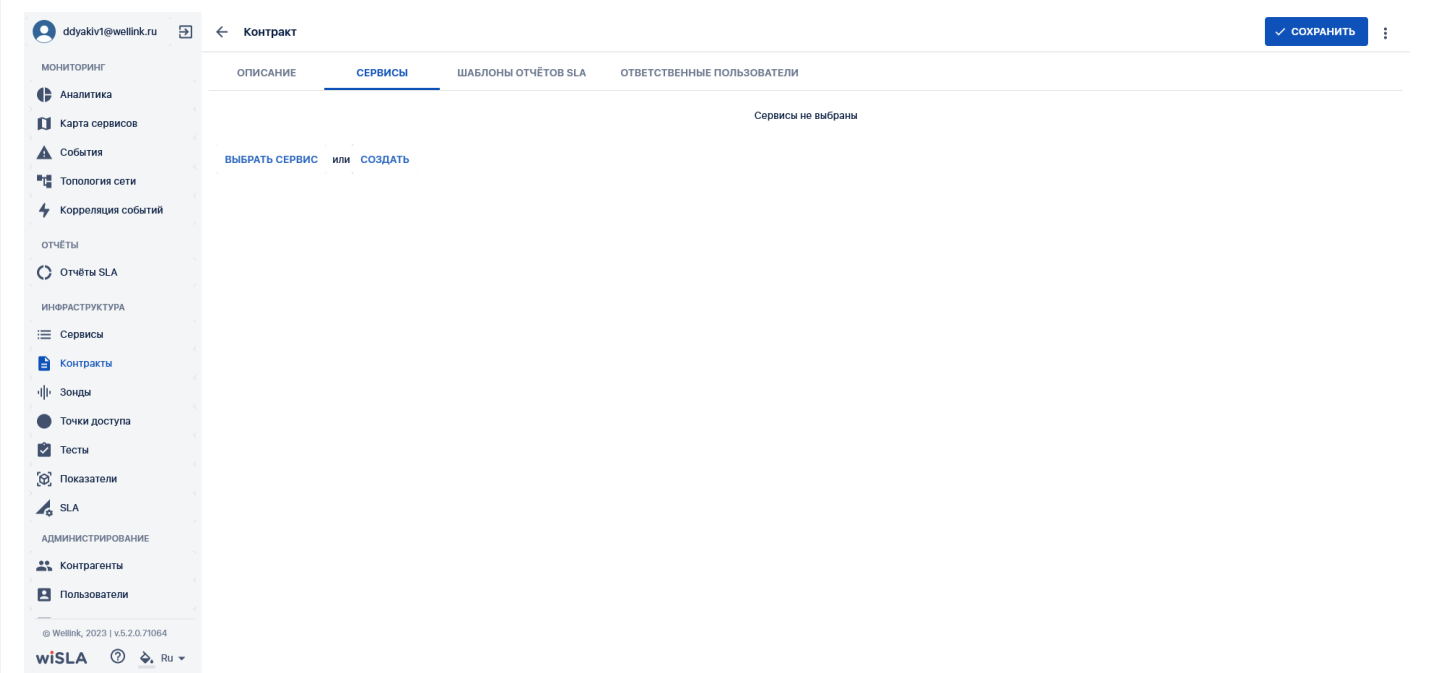 ddyakiv1@wellink.ru
Контракт
СОХРАНИТЬ
МОНИТОРИНГ
Аналитика
Карта сервисов
События
Топология сети
Корреляция событий
ОТЧЁТЫ
Отчёты SLA
ИНФРАСТРУКТУРА
Сервисы
Контракты
Зонды
Точки доступа
Тесты
Показатели
SLA
АДМИНИСТРИРОВАНИЕ
Контрагенты
Пользователи
© Wellink, 2023 | v.5.2.0.71064
wiSLA
Ru
ОПИСАНИЕ СЕРВИСЫ ШАБЛОНЫ ОТЧЁТОВ SLA ОТВЕТСТВЕННЫЕ ПОЛЬЗОВАТЕЛИ
Сервисы не выбраны
ВЫБРАТЬ СЕРВИС или СОЗДАТЬ